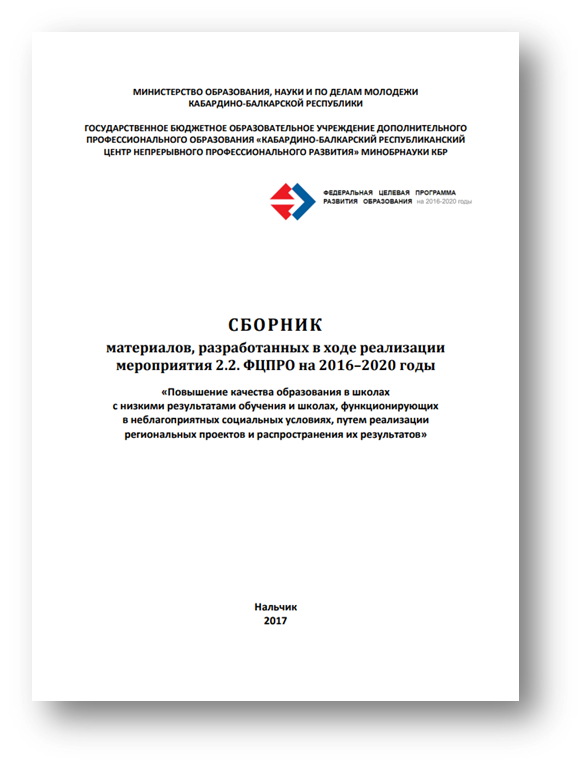 МИНИСТЕРСТВО ОБРАЗОВАНИЯ, НАУКИ И ПО ДЕЛАМ МОЛОДЕЖИ
КАБАРДИНО-БАЛКАРСКОЙ РЕСПУБЛИКИ
ГОСУДАРСТВЕННОЕ БЮДЖЕТНОЕ ОБРАЗОВАТЕЛЬНОЕ УЧРЕЖДЕНИЕ ДОПОЛНИТЕЛЬНОГО
ПРОФЕССИОНАЛЬНОГО ОБРАЗОВАНИЯ «КАБАРДИНО-БАЛКАРСКИЙ РЕСПУБЛИКАНСКИЙ
ЦЕНТР НЕПРЕРЫВНОГО ПРОФЕССИОНАЛЬНОГО РАЗВИТИЯ» МИНОБРНАУКИ КБР
ФЕДЕРАЛЬНАЯ ЦЕЛЕВАЯ ПРОГРАММА
РАЗВИТИЯ ОБРАЗОВАНИЯ на 2016-2020 годы
СБОРНИК
материалов, разработанных в ходе реализации
мероприятия 2.2. ФЦПРО на 2016–2020 годы
«Повышение качества образования в школах
с низкими результатами обучения и школах, функционирующих
в неблагоприятных социальных условиях, путем реализации
региональных проектов и распространения их результатов»
Нальчик
2017